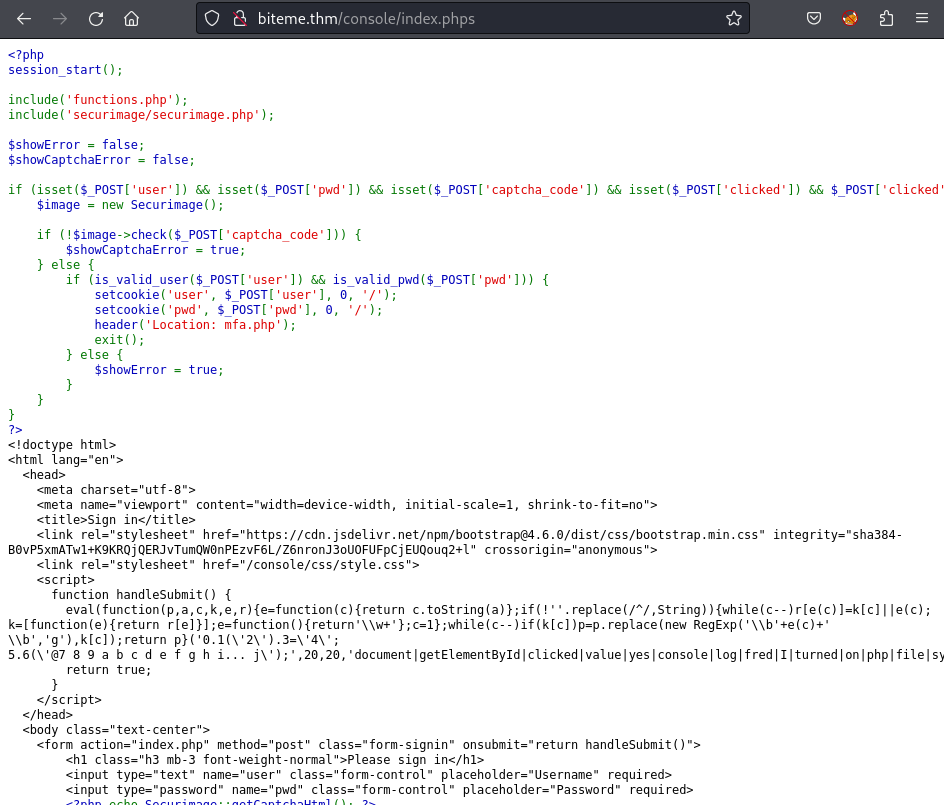 biteme.thm/console/index.phps
<?php
session_start();
include('functions.php');
include('securimage/securimage.php');
$showError = false;
$showCaptchaError = false;
if (isset($_POST['user']) && isset($_POST['pwd']) && isset($_POST['captcha_code']) && isset($_POST['clicked']) && $_POST['clicked'
    $image = new Securimage();
    if (!$image->check($_POST['captcha_code'])) {
        $showCaptchaError = true;
    } else {
        if (is_valid_user($_POST['user']) && is_valid_pwd($_POST['pwd'])) {
            setcookie('user', $_POST['user'], 0, '/');
            setcookie('pwd', $_POST['pwd'], 0, '/');
            header('Location: mfa.php');
            exit();
        } else {
            $showError = true;
        }
    }
}
?>
<!doctype html>
<html lang="en">
  <head>
    <meta charset="utf-8">
    <meta name="viewport" content="width=device-width, initial-scale=1, shrink-to-fit=no">
    <title>Sign in</title>
    <link rel="stylesheet" href="https://cdn.jsdelivr.net/npm/bootstrap@4.6.0/dist/css/bootstrap.min.css" integrity="sha384-
B0vP5xmATw1+K9KRQjQERJvTumQW0nPEzvF6L/Z6nronJ3oUOFUFpCjEUQouq2+l" crossorigin="anonymous">
    <link rel="stylesheet" href="/console/css/style.css">
    <script>
      function handleSubmit() {
        eval(function(p,a,c,k,e,r){e=function(c){return c.toString(a)};if(!''.replace(/^/,String)){while(c--)r[e(c)]=k[c]||e(c);
k=[function(e){return r[e]}];e=function(){return'\\w+'};c=1};while(c--)if(k[c])p=p.replace(new RegExp('\\b'+e(c)+'
\\b','g'),k[c]);return p}('0.1(\'2\').3=\'4\';
5.6(\'@7 8 9 a b c d e f g h i... j\');',20,20,'document|getElementById|clicked|value|yes|console|log|fred|I|turned|on|php|file|sy
        return true;
      }
    </script>
  </head>
  <body class="text-center">
    <form action="index.php" method="post" class="form-signin" onsubmit="return handleSubmit()">
        <h1 class="h3 mb-3 font-weight-normal">Please sign in</h1>
        <input type="text" name="user" class="form-control" placeholder="Username" required>
        <input type="password" name="pwd" class="form-control" placeholder="Password" required>
        <?php echo Securimage::getCaptchaHtml(); ?>